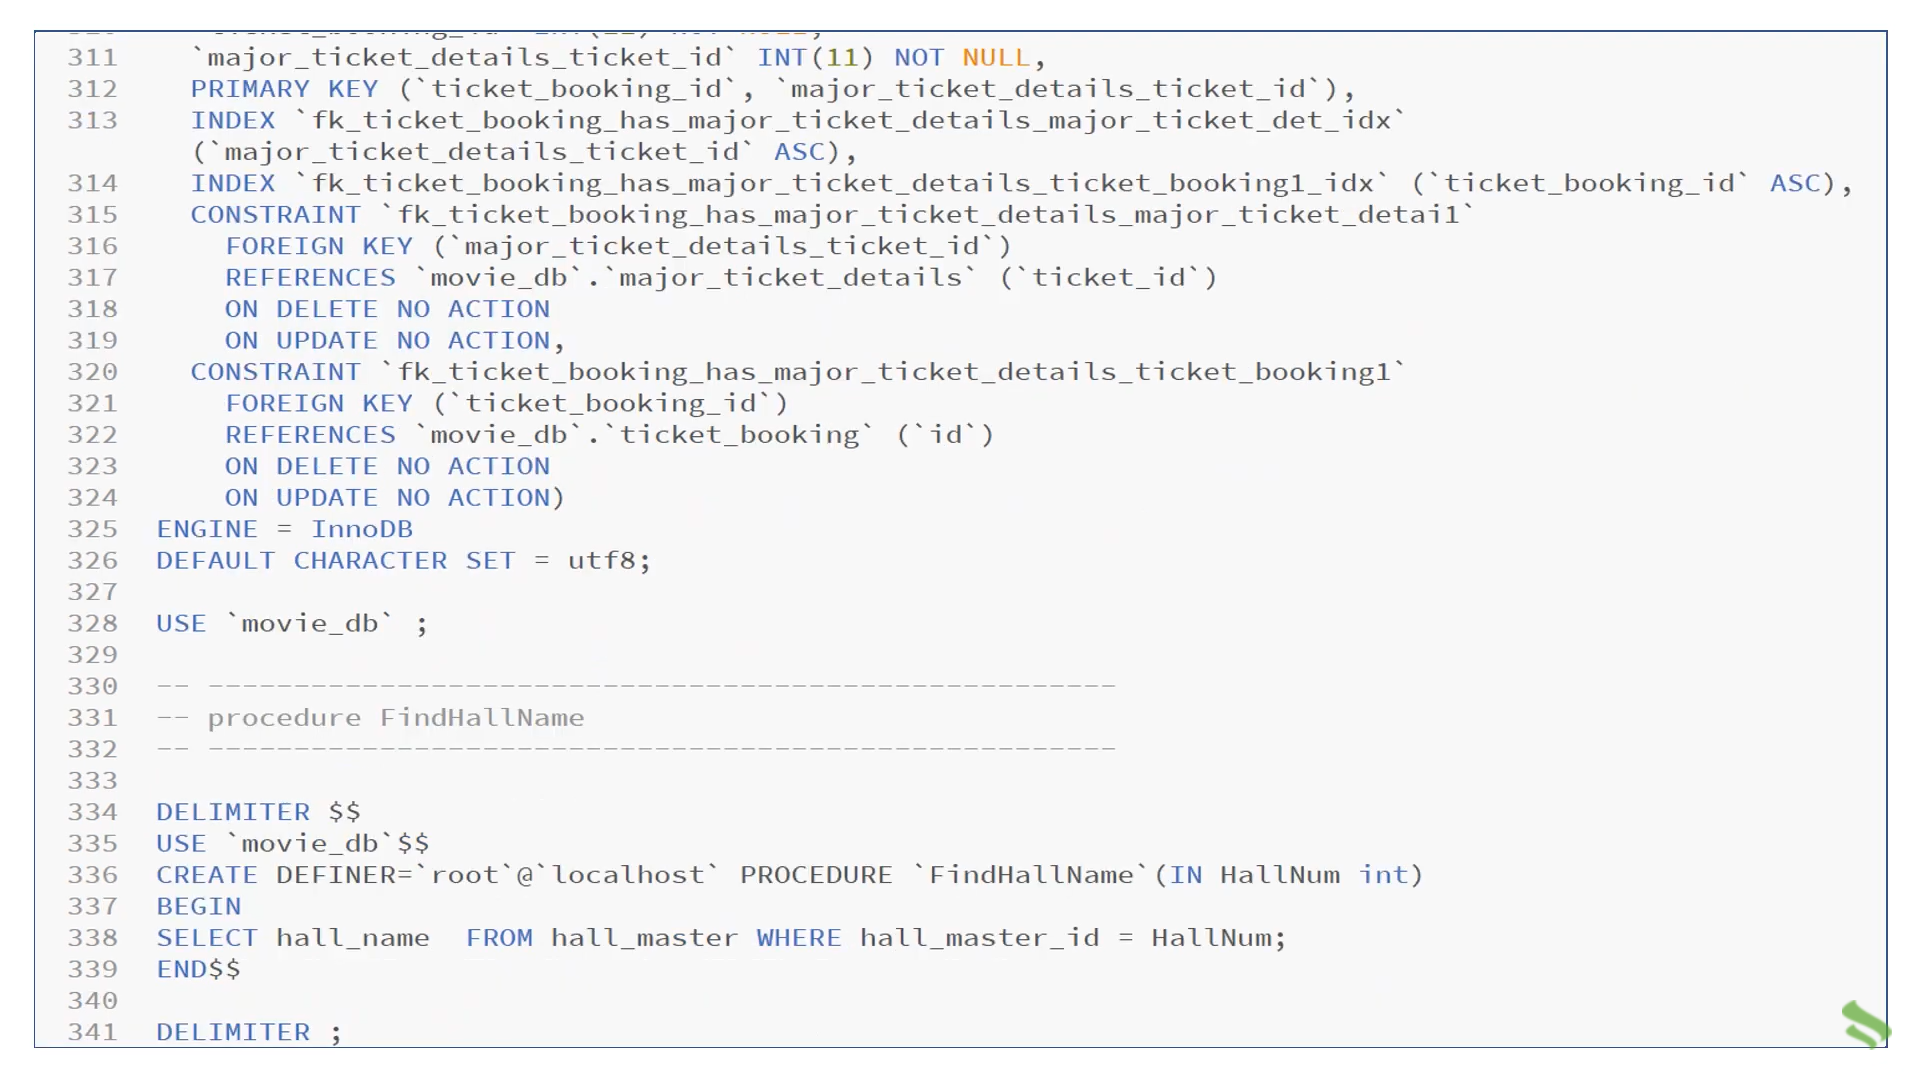 311 `major_ticket_details_ticket_id` INT(11) NOT NULL,
312 PRIMARY KEY (`ticket_booking_id`, `major_ticket_details_ticket_id`),
313 INDEX `fk_ticket_booking_has_major_ticket_details_major_ticket_det_idx`
(`major_ticket_details_ticket_id` ASC),
314 INDEX `fk_ticket_booking_has_major_ticket_details_ticket_booking1_idx` (`ticket_booking_id` ASC),
315 CONSTRAINT `fk_ticket_booking_has_major_ticket_details_major_ticket_detai1`
316 FOREIGN KEY (`major_ticket_details_ticket_id`)
317 REFERENCES `movie_db`.`major_ticket_details` (`ticket_id`)
318 ON DELETE NO ACTION
319 ON UPDATE NO ACTION,
320 CONSTRAINT `fk_ticket_booking_has_major_ticket_details_ticket_booking1`
321 FOREIGN KEY (`ticket_booking_id`)
322 REFERENCES `movie_db`.`ticket_booking` (`id`)
323 ON DELETE NO ACTION
324 ON UPDATE NO ACTION)
325 ENGINE = InnoDB
326 DEFAULT CHARACTER SET = utf8;
327
328 USE `movie_db` ;
329
330 -- -----------------------------------------------------
331 -- procedure FindHallName
332 -- -----------------------------------------------------
333
334 DELIMITER $$
335 USE `movie_db`$$
336 CREATE DEFINER=`root`@`localhost` PROCEDURE `FindHallName`(IN HallNum int)
337 BEGIN
338 SELECT hall_name  FROM hall_master WHERE hall_master_id = HallNum;
339 END$$
340
341 DELIMITER ;